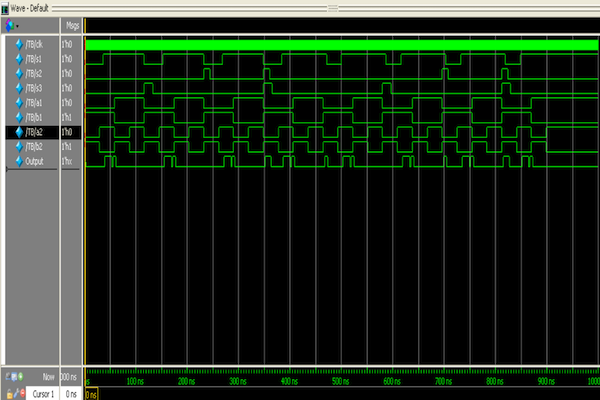 Wave - Default
Msgs
/TB/clk 1'h0
/TB/s1 1'h0
/TB/s2 1'h0
/TB/s3 1'h0
/TB/a1 1'h0
/TB/b1 1'h1
/TB/a2 1'h0
/TB/b2 1'h1
Output 1'hx
Now 000 ns ns 100 ns 200 ns 300 ns 400 ns 500 ns 600 ns 700 ns 800 ns 900 ns 1000
Cursor 1 0 ns 0 ns